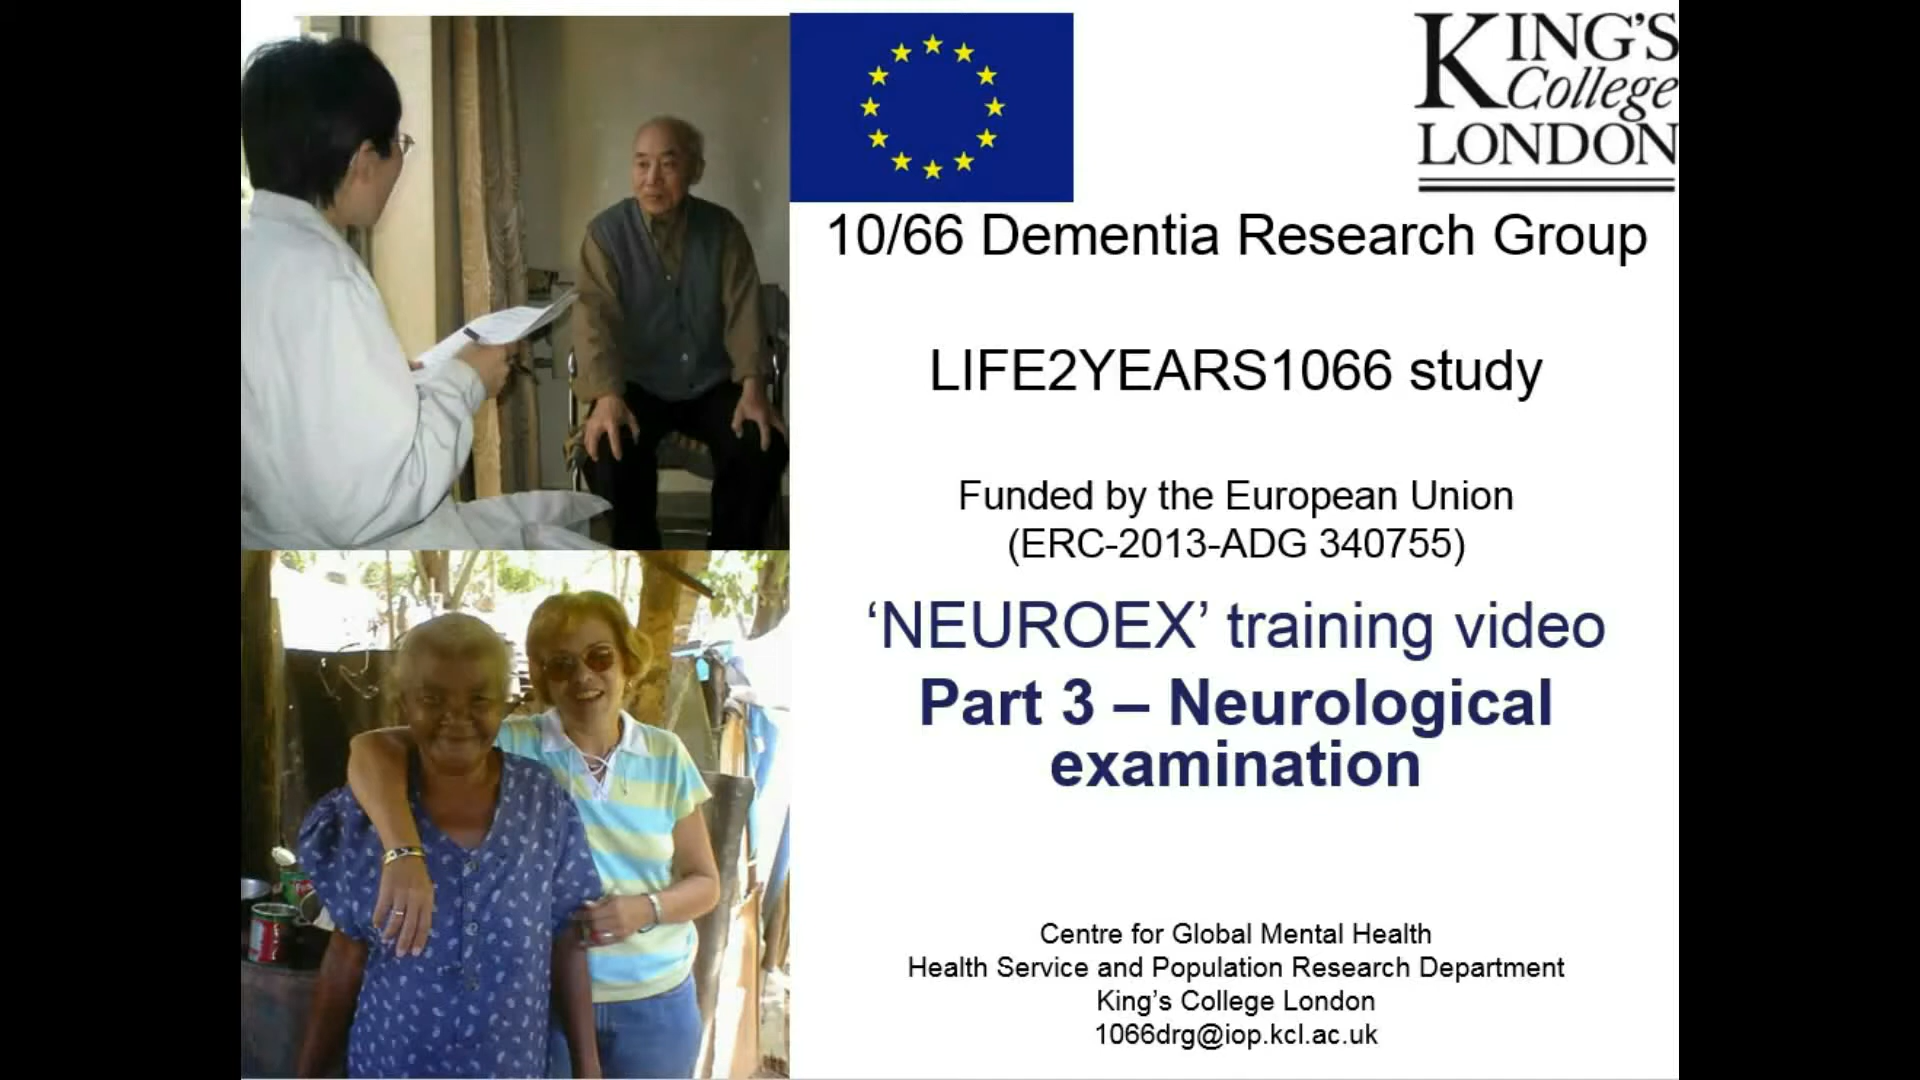 KING'S
College
LONDON
10/66 Dementia Research Group
LIFE2YEARS1066 study
Funded by the European Union
(ERC-2013-ADG 340755)
‘NEUROEX’ training video
Part 3 – Neurological
examination
Centre for Global Mental Health
Health Service and Population Research Department
King’s College London
1066drg@iop.kcl.ac.uk